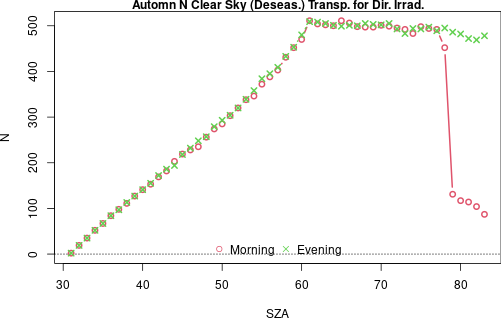 Automn N Clear Sky (Deseas.) Transp. for Dir. Irrad.
N
500
400
300
200
100
0
Morning Evening
30 40 50 60 70 80
SZA